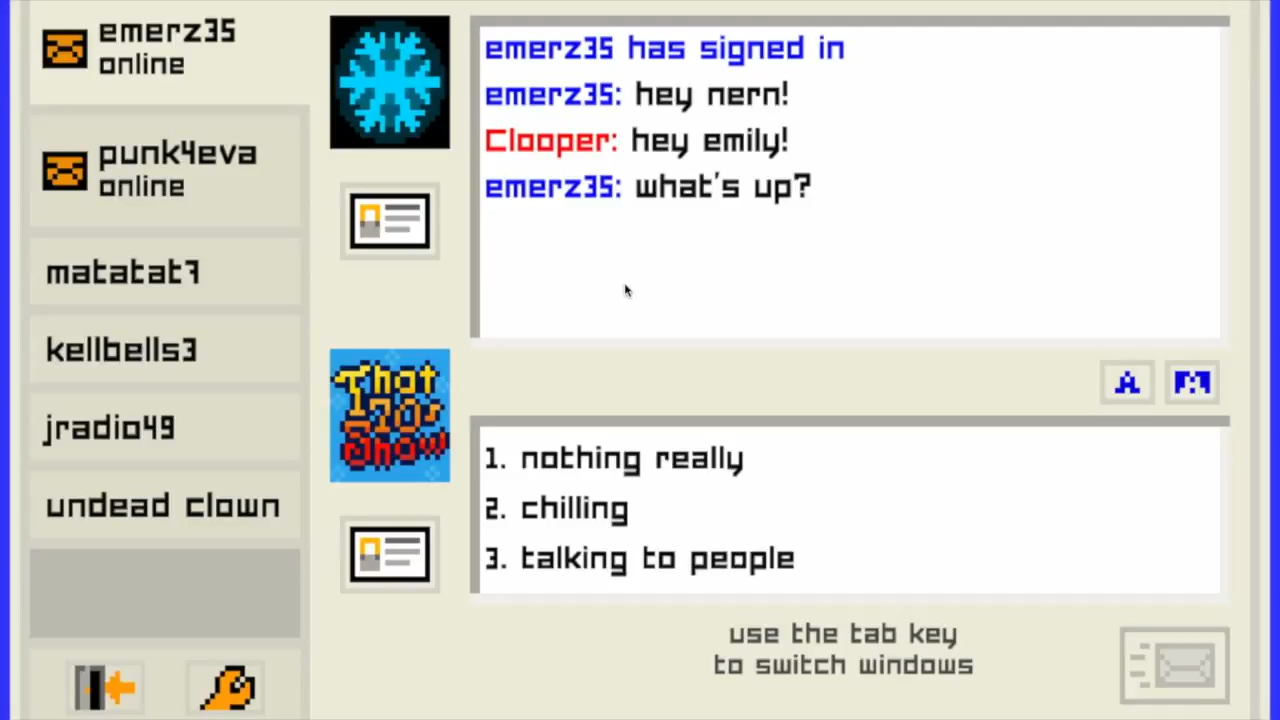 emerz35
online
punk4eva
online
matatat7
kellbells3
jradio49
undead clown
emerz35 has signed in
emerz35: hey nern!
Clooper: hey emily!
emerz35: what's up?
That
70s
Show
A
M
1. nothing really
2. chilling
3. talking to people
use the tab key
to switch windows